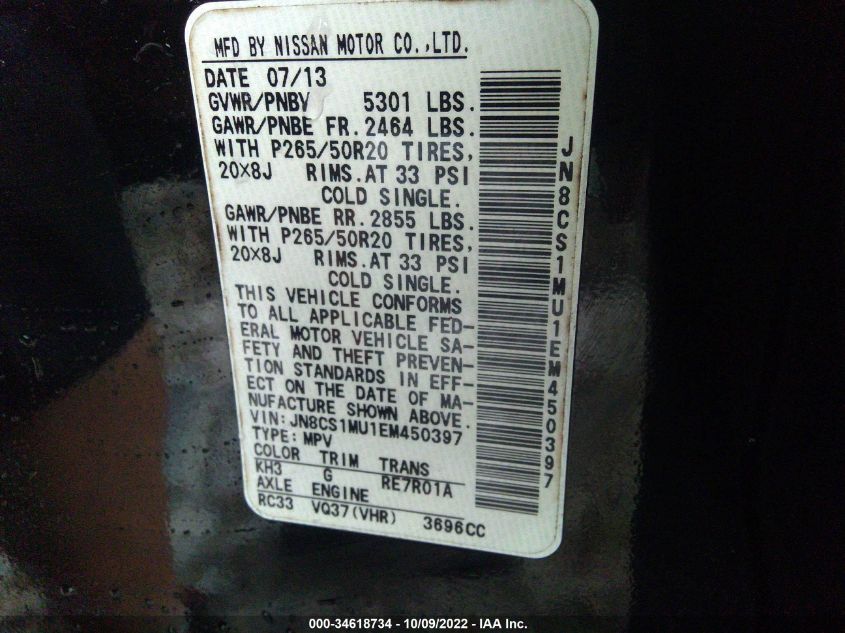 MFD BY NISSAN MOTOR CO.,LTD.
DATE 07/13
GVWR/PNBV 5301 LBS.
GAWR/PNBE FR. 2464 LBS.
WITH P265/50R20 TIRES,
20×8J RIMS.AT 33 PSI
COLD SINGLE.
GAWR/PNBE RR. 2855 LBS.
WITH P265/50R20 TIRES,
20×8J RIMS.AT 33 PSI
COLD SINGLE.
THIS VEHICLE CONFORMS
TO ALL APPLICABLE FED-
ERAL MOTOR VEHICLE SA-
FETY AND THEFT PREVEN-
TION STANDARDS IN EFF-
ECT ON THE DATE OF MA-
NUFACTURE SHOWN ABOVE.
VIN:JN8CS1MU1EM450397
TYPE:MPV
COLOR TRIM TRANS
KH3 G RE7R01A
AXLE ENGINE
RC33 VQ37(VHR) 3696CC
JN8CS1MU1EM450397
000-34618734 - 10/09/2022 - IAA Inc.